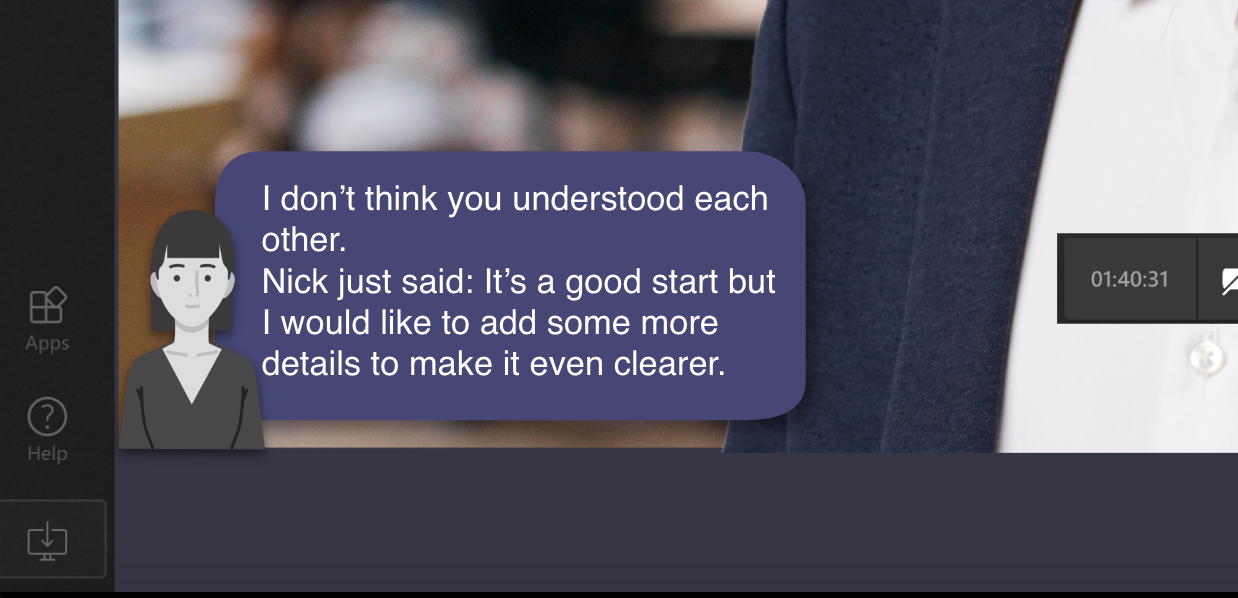 I don’t think you understood each
other.
Nick just said: It’s a good start but
I would like to add some more
details to make it even clearer.
01:40:31
Apps
Help